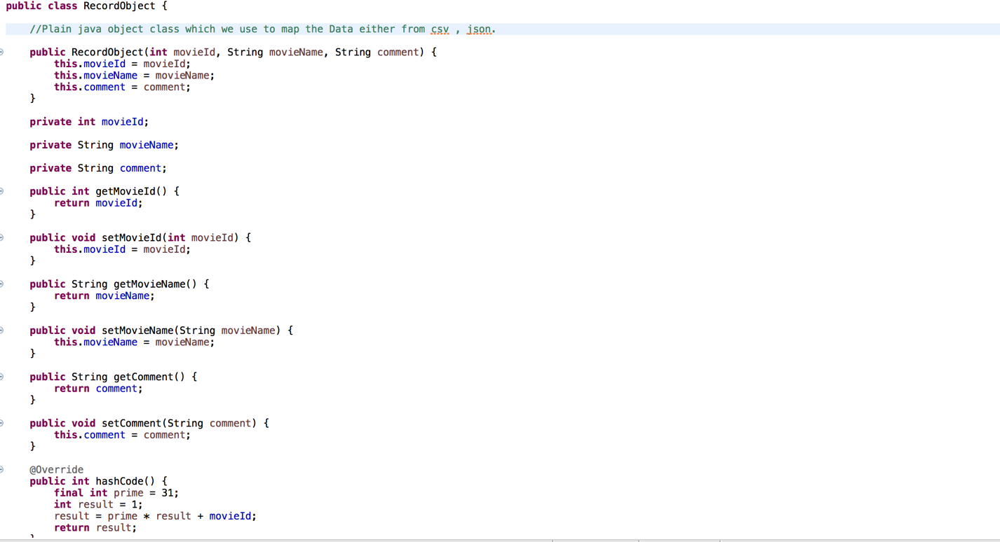 public class RecordObject {
//Plain java object class which we use to map the Data either from csv , json.
public RecordObject(int movieId, String movieName, String comment) {
this.movieId = movieId;
this.movieName = movieName;
this.comment = comment;
}
private int movieId;
private String movieName;
private String comment;
public int getMovieId() {
return movieId;
}
public void setMovieId(int movieId) {
this.movieId = movieId;
}
public String getMovieName() {
return movieName;
}
public void setMovieName(String movieName) {
this.movieName = movieName;
}
public String getComment() {
return comment;
}
public void setComment(String comment) {
this.comment = comment;
}
@Override
public int hashCode() {
final int prime = 31;
int result = 1;
result = prime * result + movieId;
return result;
}